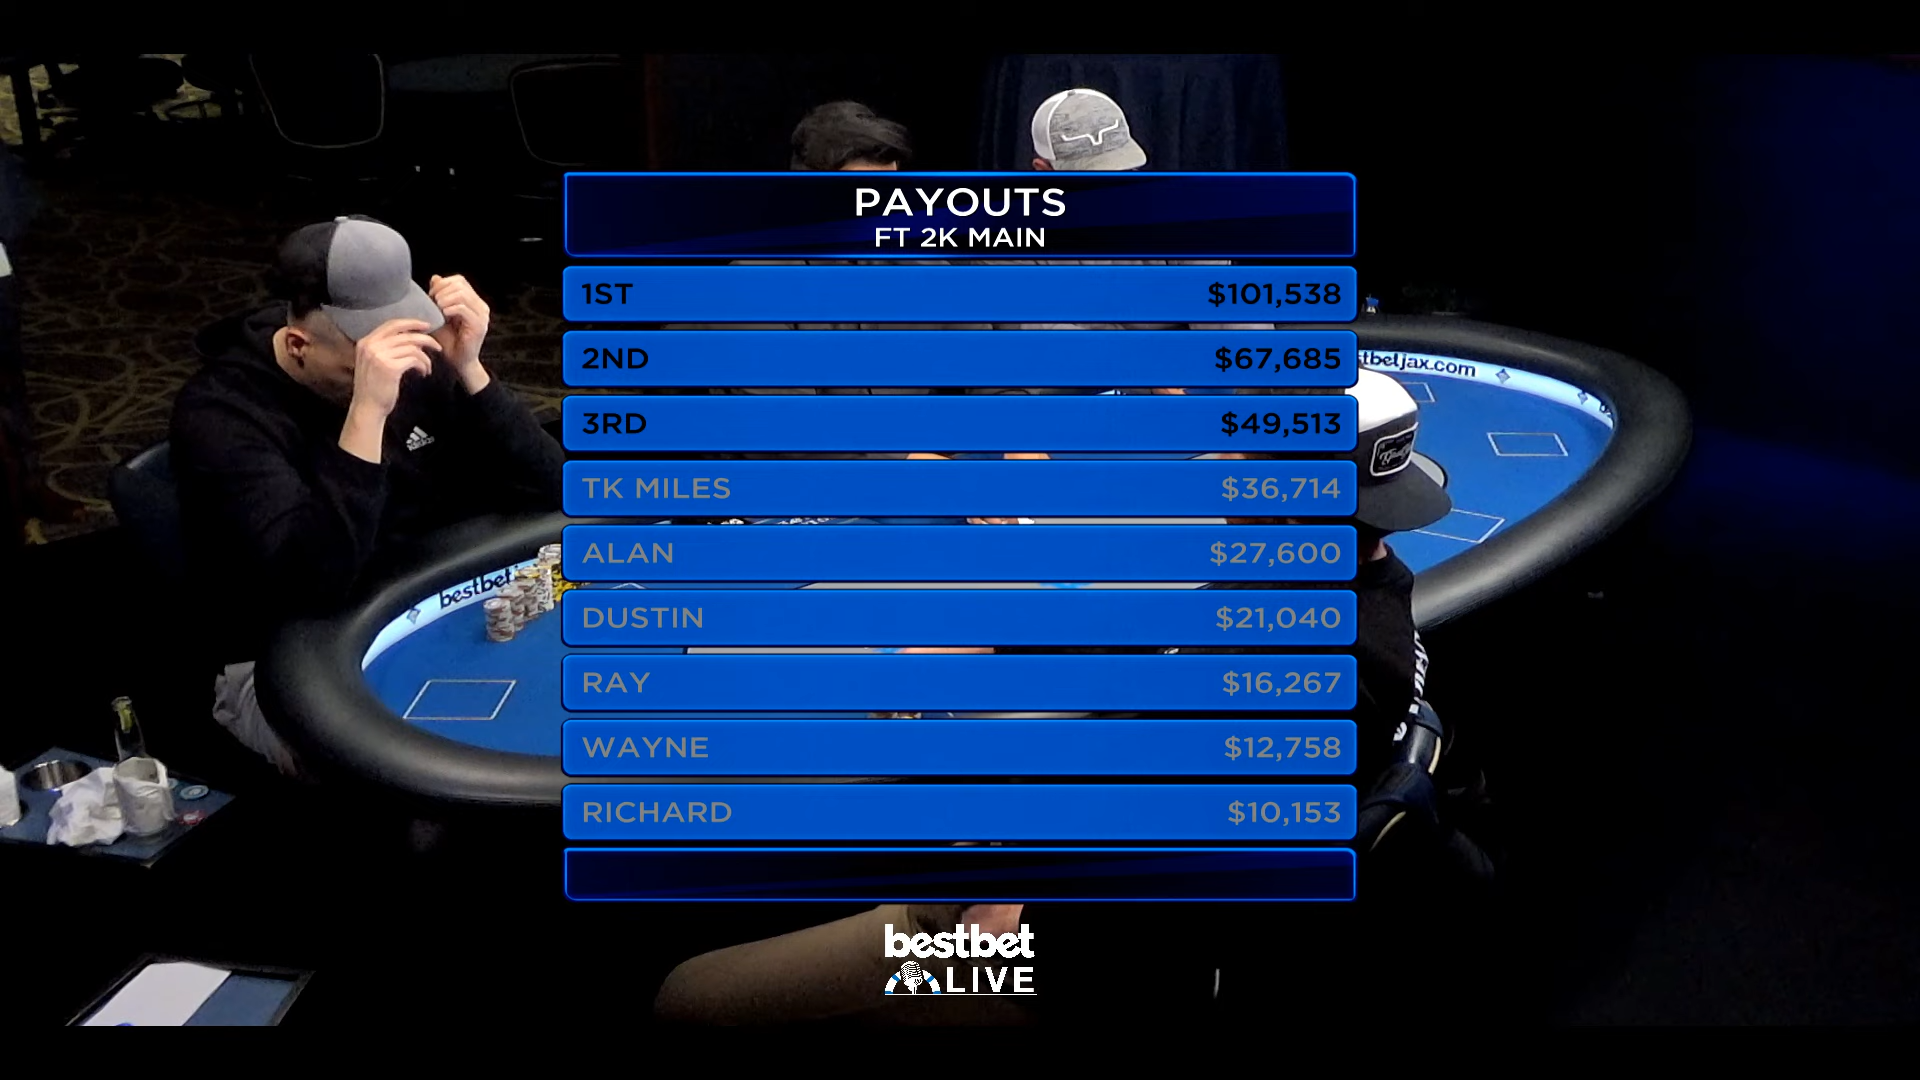 PAYOUTS
FT 2K MAIN
1ST $101,538
2ND $67,685
3RD $49,513
TK MILES $36,714
ALAN $27,600
DUSTIN $21,040
RAY $16,267
WAYNE $12,758
RICHARD $10,153
bestbet
LIVE
tbetjax.com
bestbet
adidas